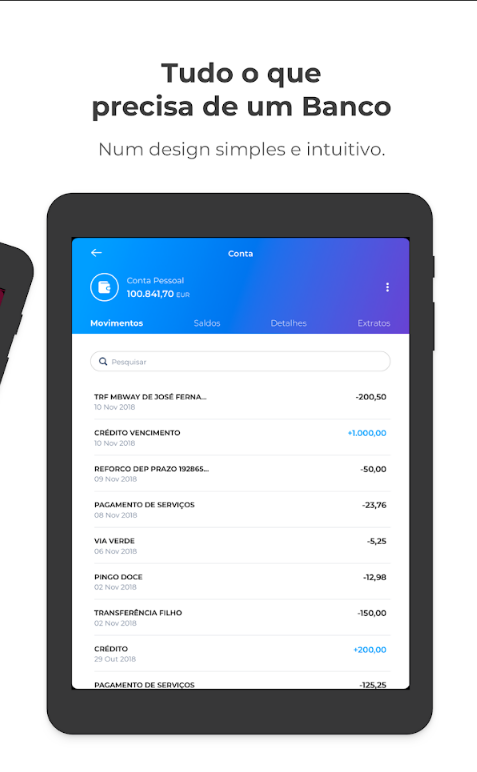 Tudo o que
precisa de um Banco
Num design simples e intuitivo.
Conta
Conta Pessoal
100.841,70 EUR
Movimentos Saldos Detalhes Extratos
Pesquisar
TRF MBWAY DE JOSÉ FERNA... -200,50
10 Nov 2018
CRÉDITO VENCIMENTO +1.000,00
10 Nov 2018
REFORCO DEP PRAZO 192865... -50,00
09 Nov 2018
PAGAMENTO DE SERVIÇOS -23,76
08 Nov 2018
VIA VERDE -5,25
06 Nov 2018
PINGO DOCE -12,98
02 Nov 2018
TRANSFERÊNCIA FILHO -150,00
02 Nov 2018
CRÉDITO +200,00
29 Out 2018
PAGAMENTO DE SERVIÇOS -125,25